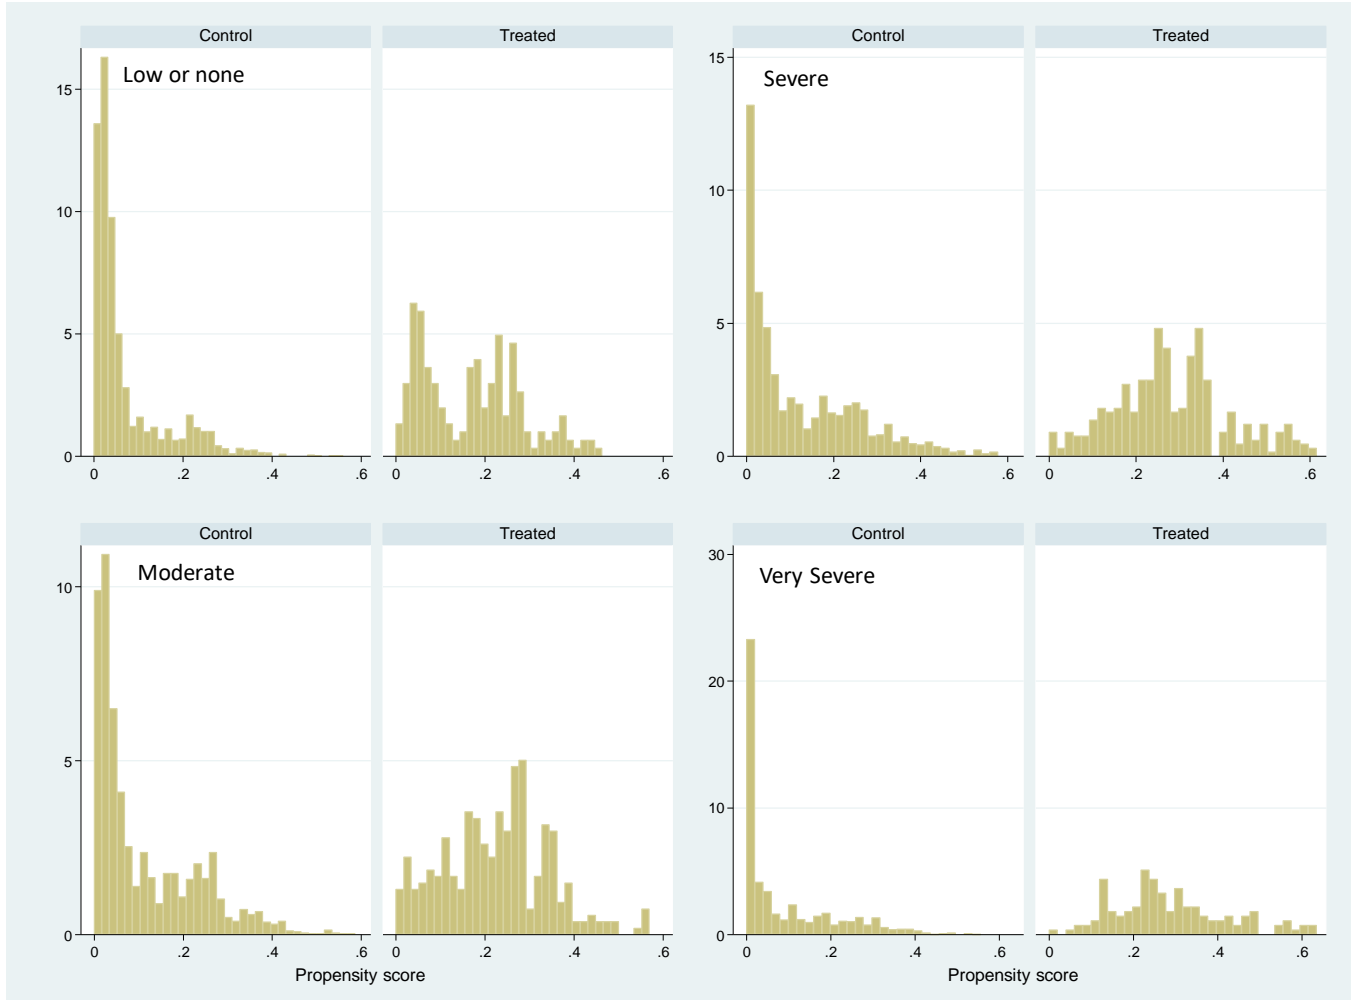 Control
Treated
Low or none
15
10
5
0
0 .2 .4 .6
0 .2 .4 .6
Control
Treated
Severe
15
10
5
0
0 .2 .4 .6
0 .2 .4 .6
Control
Treated
Moderate
10
5
0
0 .2 .4 .6
0 .2 .4 .6
Propensity score
Control
Treated
Very Severe
30
20
10
0
0 .2 .4 .6
0 .2 .4 .6
Propensity score